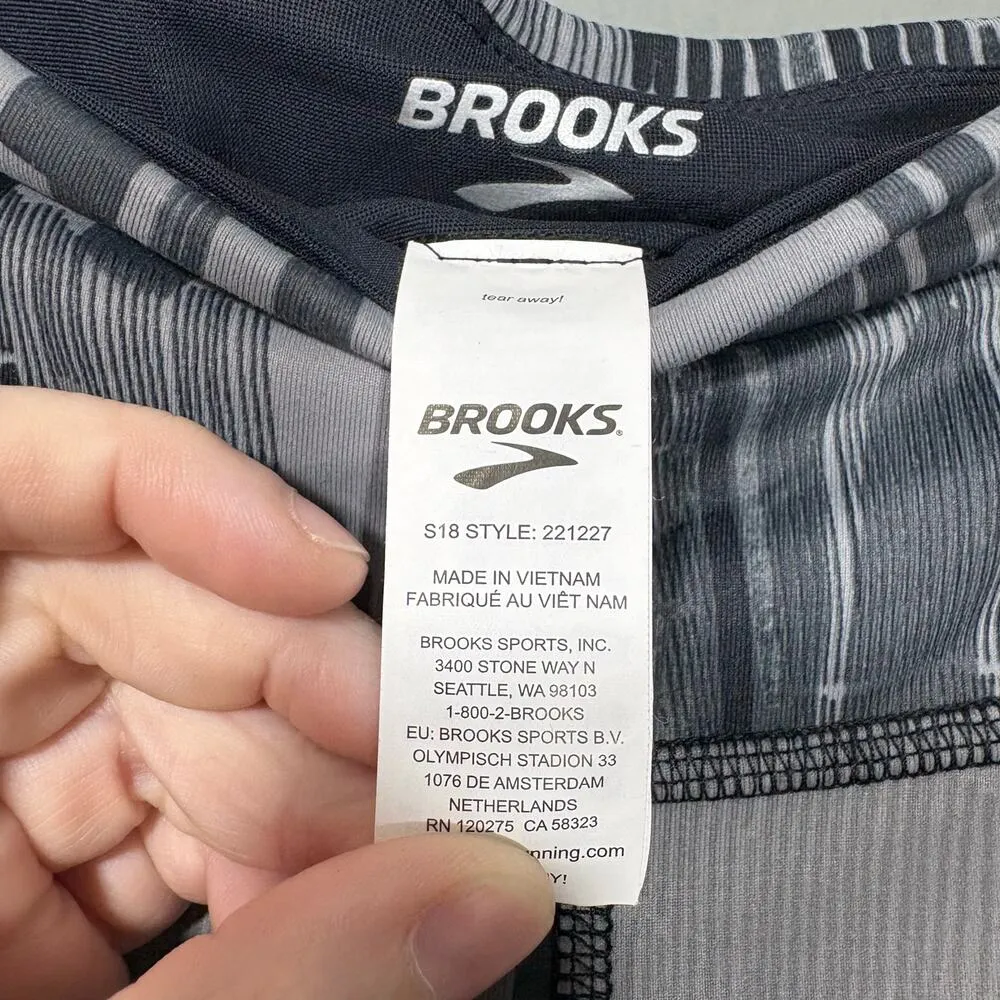 BROOKS
tear away!
BROOKS®
S18 STYLE: 221227
MADE IN VIETNAM
FABRIQUÉ AU VIÊT NAM
BROOKS SPORTS, INC.
3400 STONE WAY N
SEATTLE, WA 98103
1-800-2-BROOKS
EU: BROOKS SPORTS B.V.
OLYMPISCH STADION 33
1076 DE AMSTERDAM
NETHERLANDS
RN 120275 CA 58323
nning.com
Y!